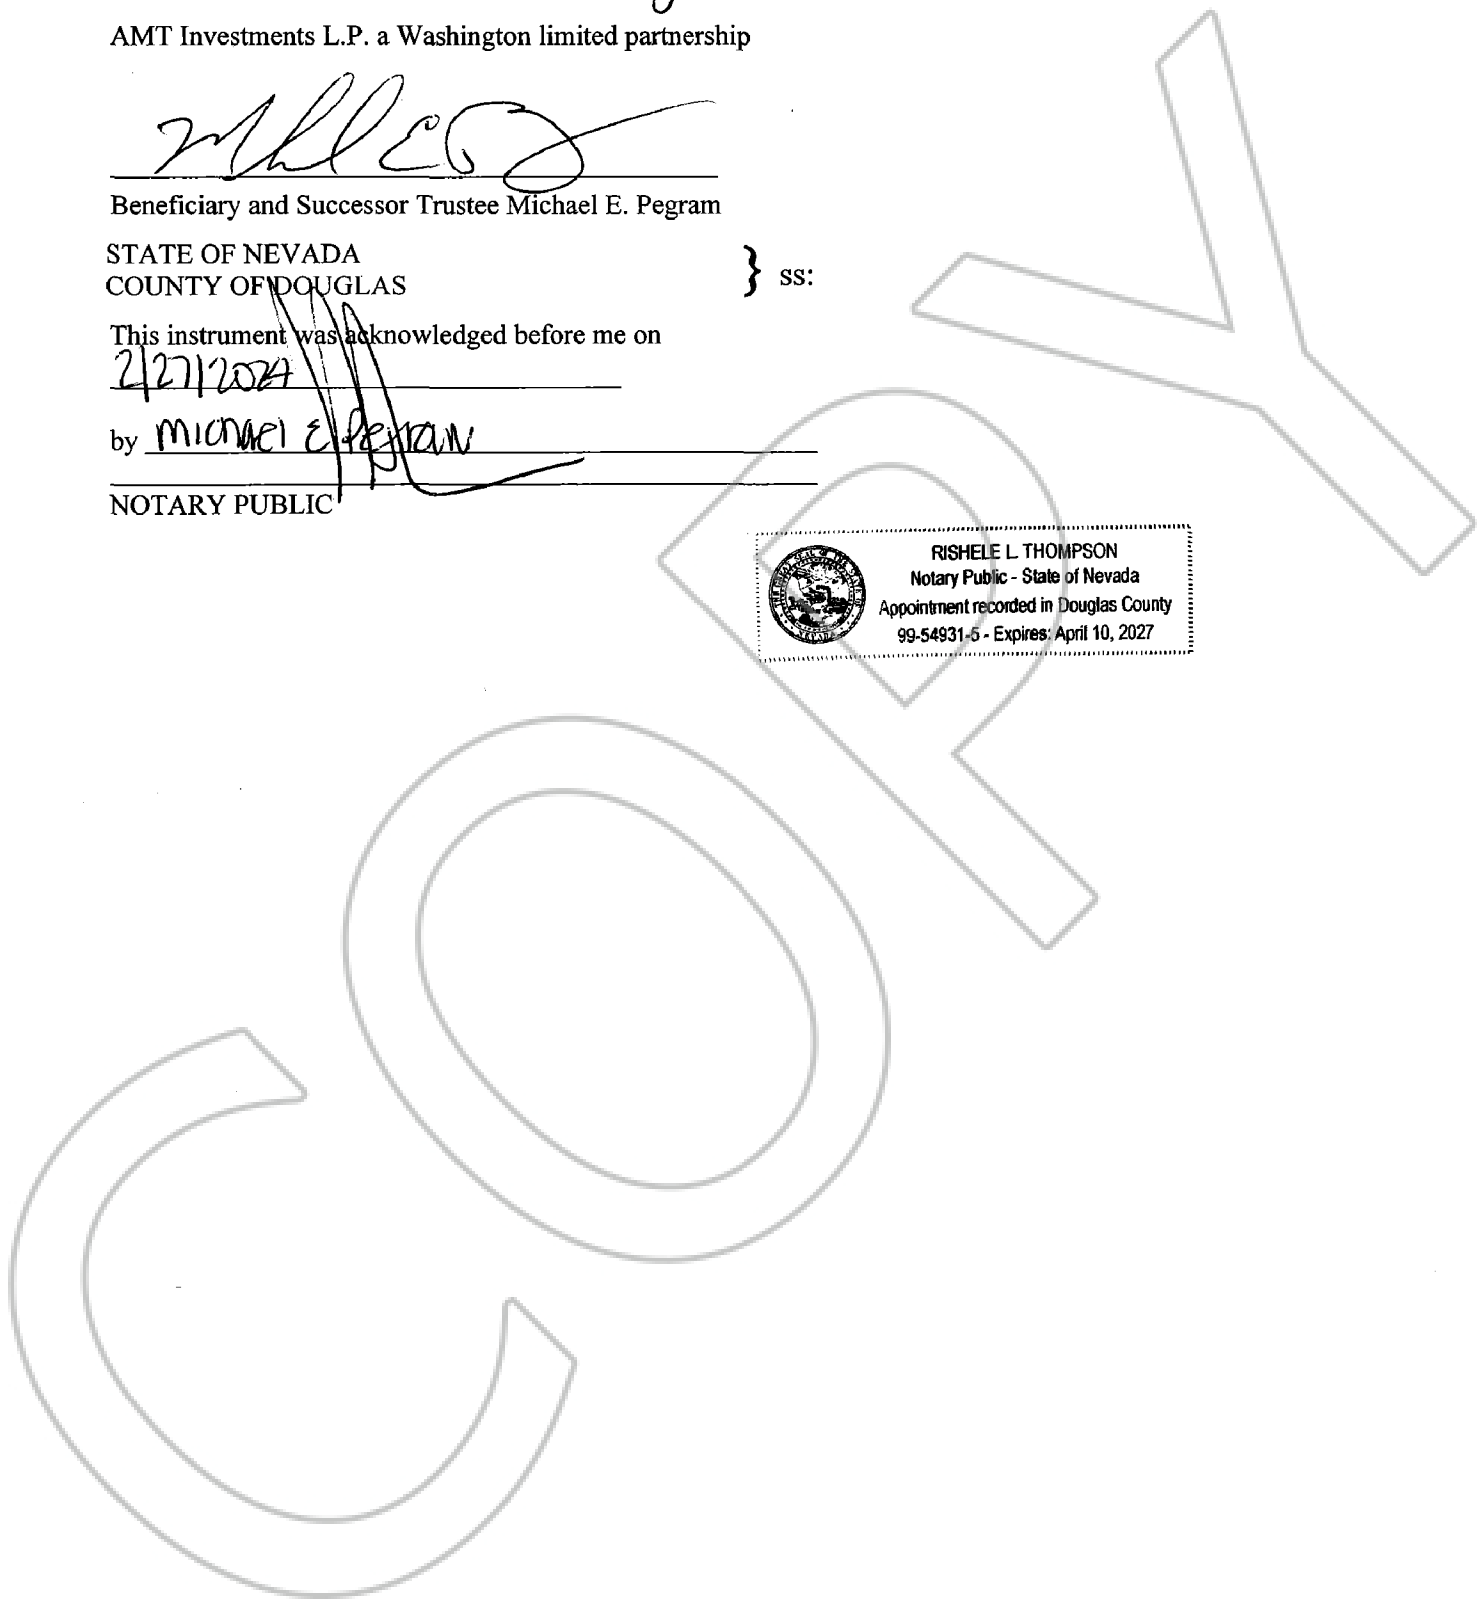 AMT Investments L.P. a Washington limited partnership
Beneficiary and Successor Trustee Michael E. Pegram
STATE OF NEVADA
COUNTY OF DOUGLAS
} ss:
This instrument was acknowledged before me on
2/27/2024
by Michael E Pegram
NOTARY PUBLIC
RISHELE L THOMPSON
Notary Public - State of Nevada
Appointment recorded in Douglas County
99-54931-5 - Expires: April 10, 2027
COPY